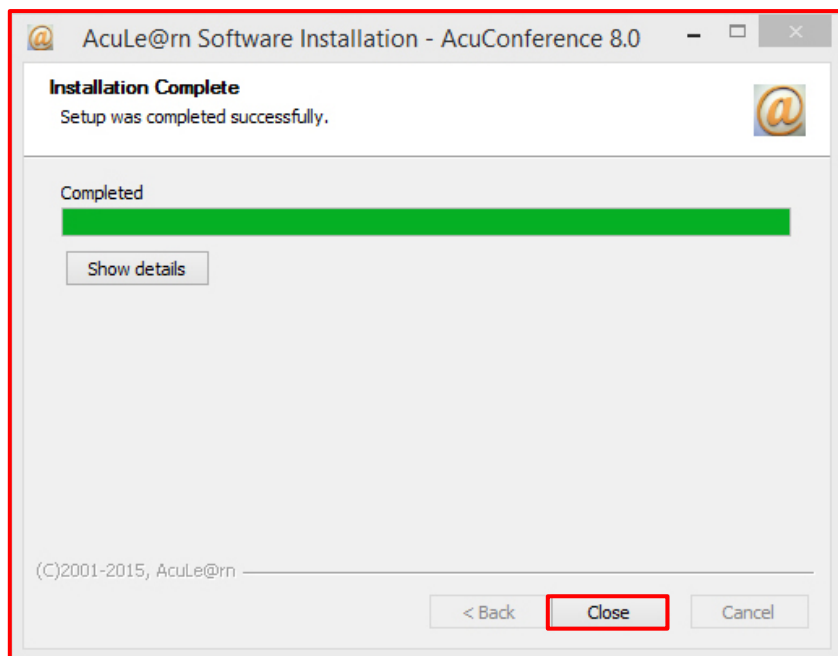 AcuLe@rn Software Installation - AcuConference 8.0
Installation Complete
Setup was completed successfully.
Completed
Show details
(C)2001-2015, AcuLe@rn
< Back Close Cancel